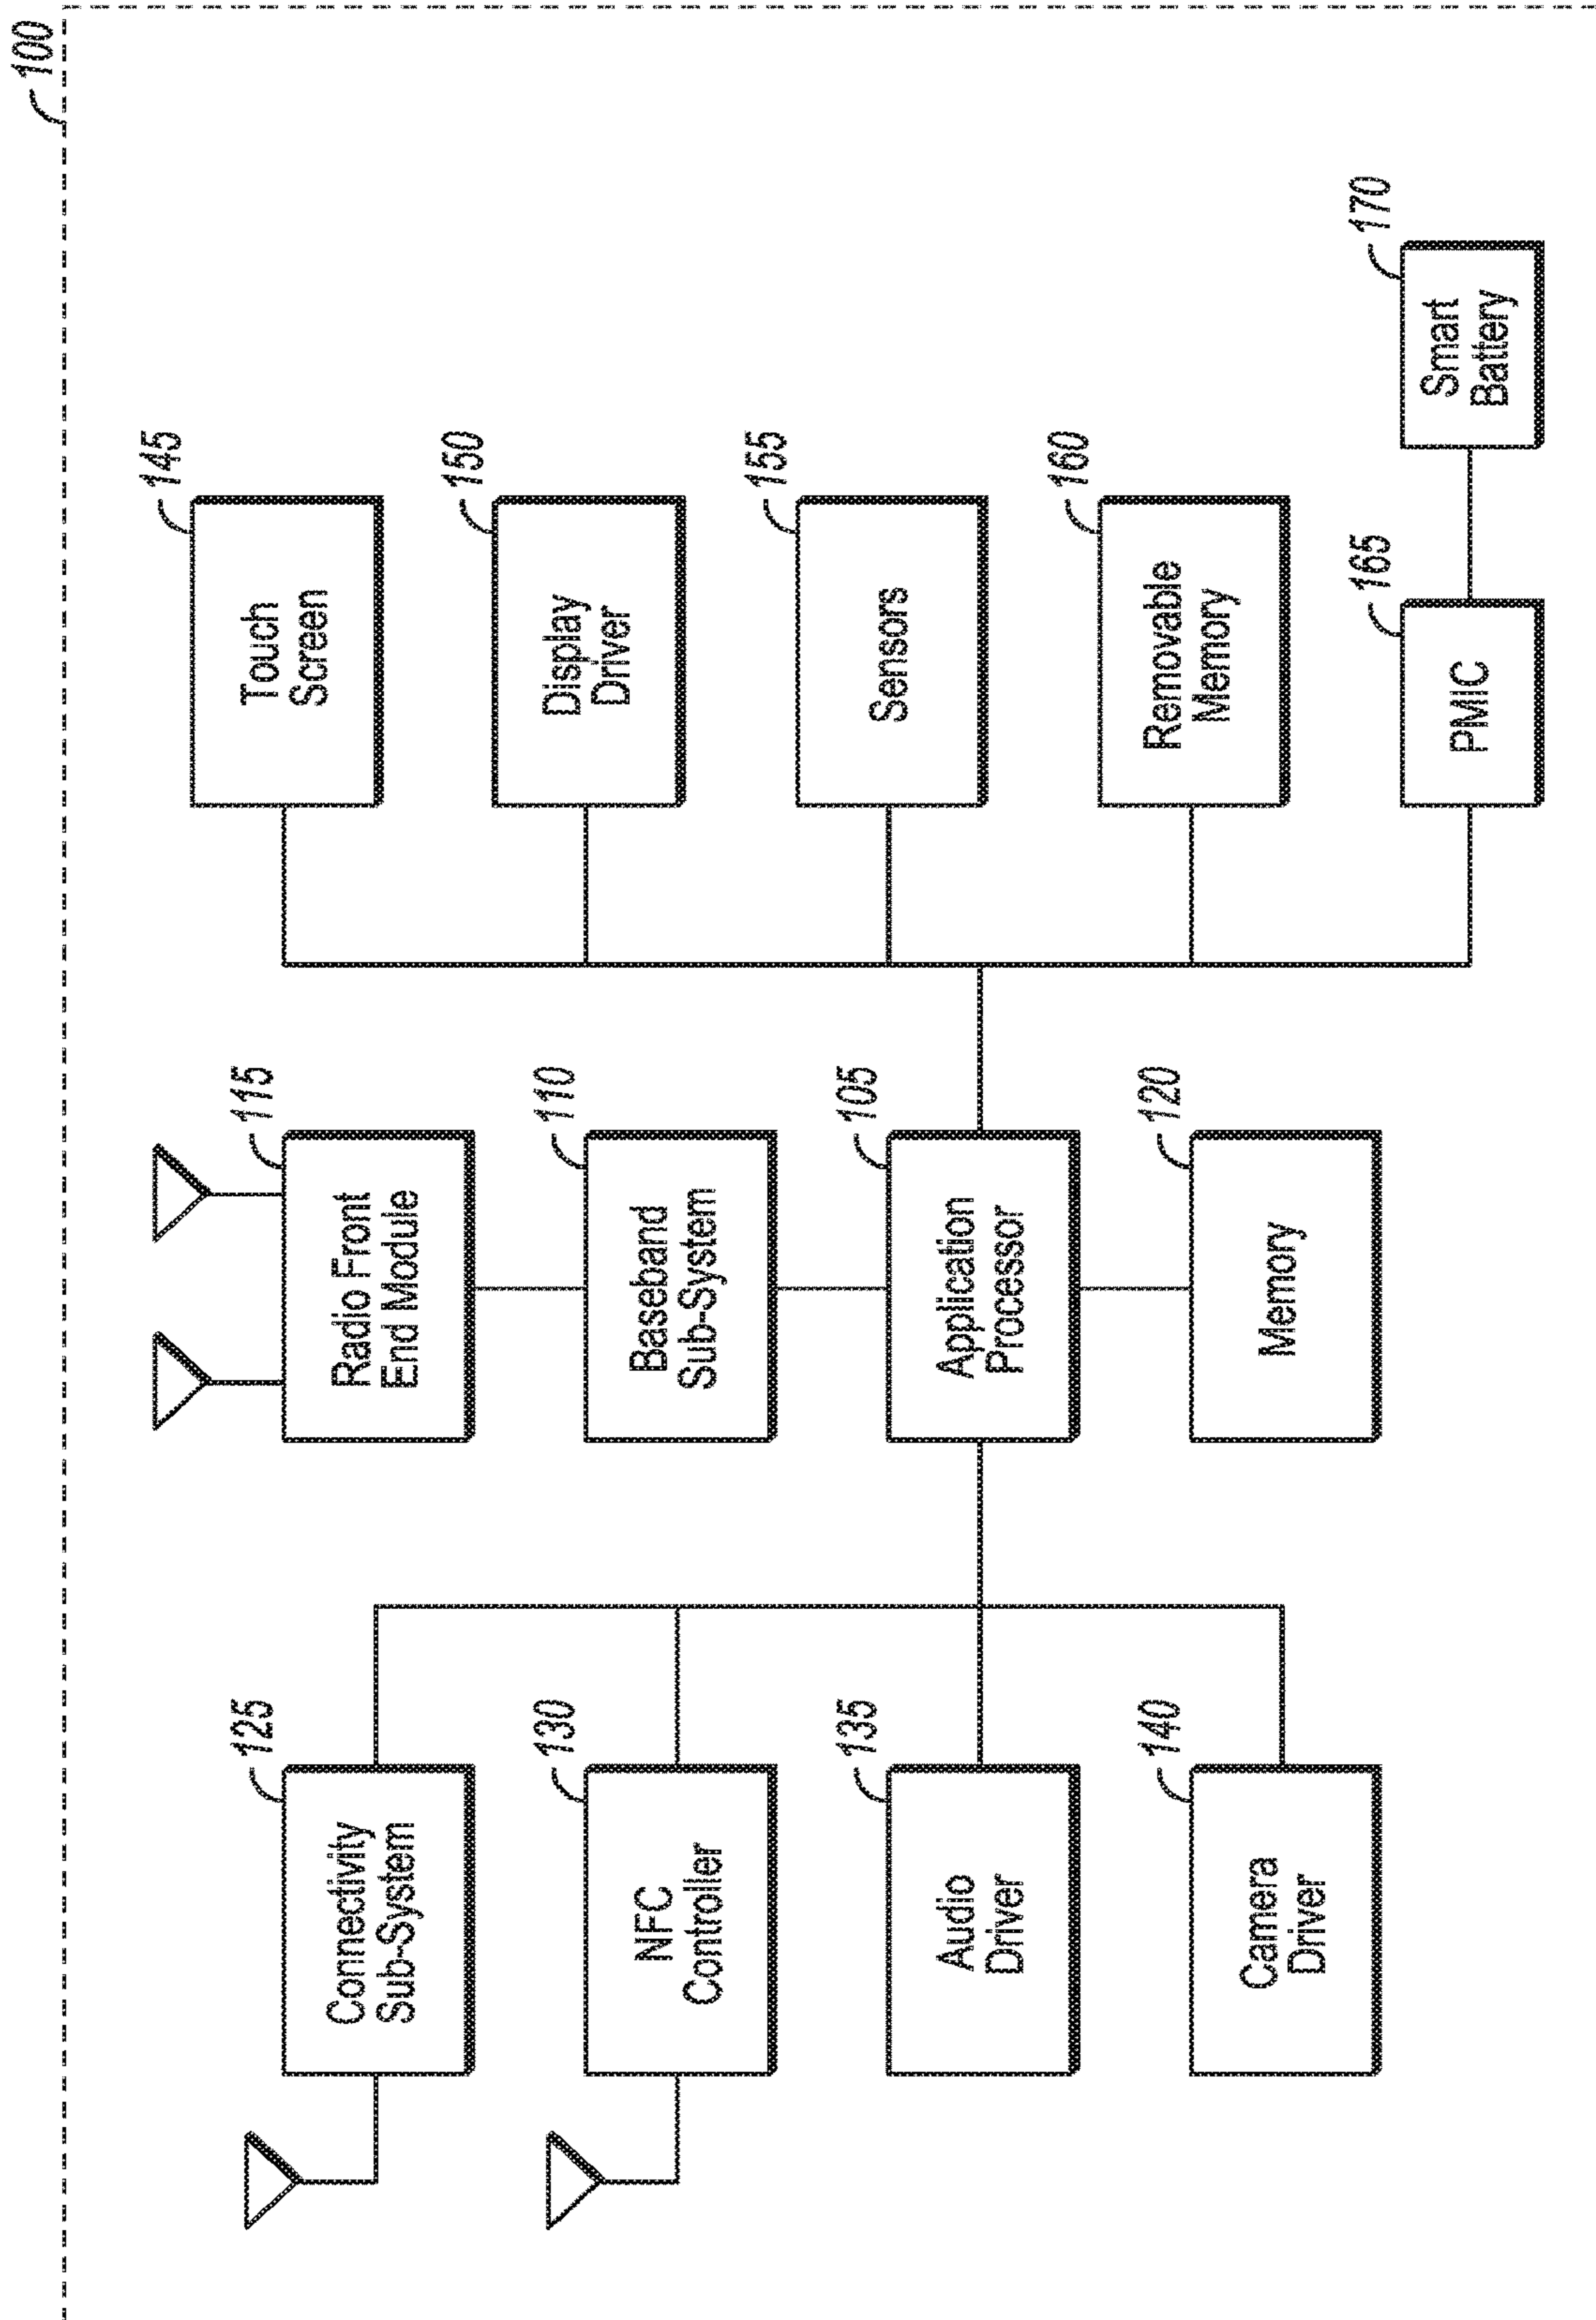 100
125
Connectivity
Sub-System
130
NFC
Controller
135
Audio
Driver
140
Camera
Driver
115
Radio Front
End Module
110
Baseband
Sub-System
105
Application
Processor
120
Memory
145
Touch
Screen
150
Display
Driver
155
Sensors
160
Removable
Memory
165
PMIC
170
Smart
Battery